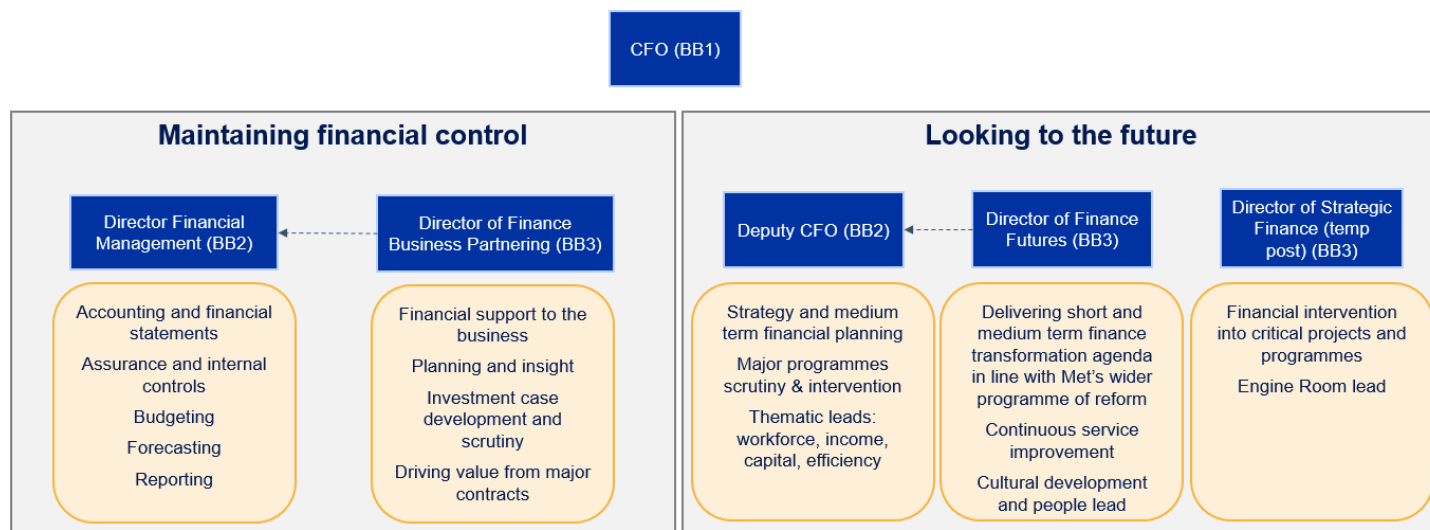 CFO (BB1)
Maintaining financial control
Director Financial
Management (BB2)
Director of Finance
Business Partnering (BB3)
Accounting and financial
statements
Assurance and internal
controls
Budgeting
Forecasting
Reporting
Financial support to the
business
Planning and insight
Investment case
development and
scrutiny
Driving value from major
contracts
Looking to the future
Deputy CFO (BB2)
Director of Finance
Futures (BB3)
Director of Strategic
Finance (temp
post) (BB3)
Strategy and medium
term financial planning
Major programmes
scrutiny & intervention
Thematic leads:
workforce, income,
capital, efficiency
Delivering short and
medium term finance
transformation agenda
in line with Met's wider
programme of reform
Continuous service
improvement
Cultural development
and people lead
Financial intervention
into critical projects and
programmes
Engine Room lead